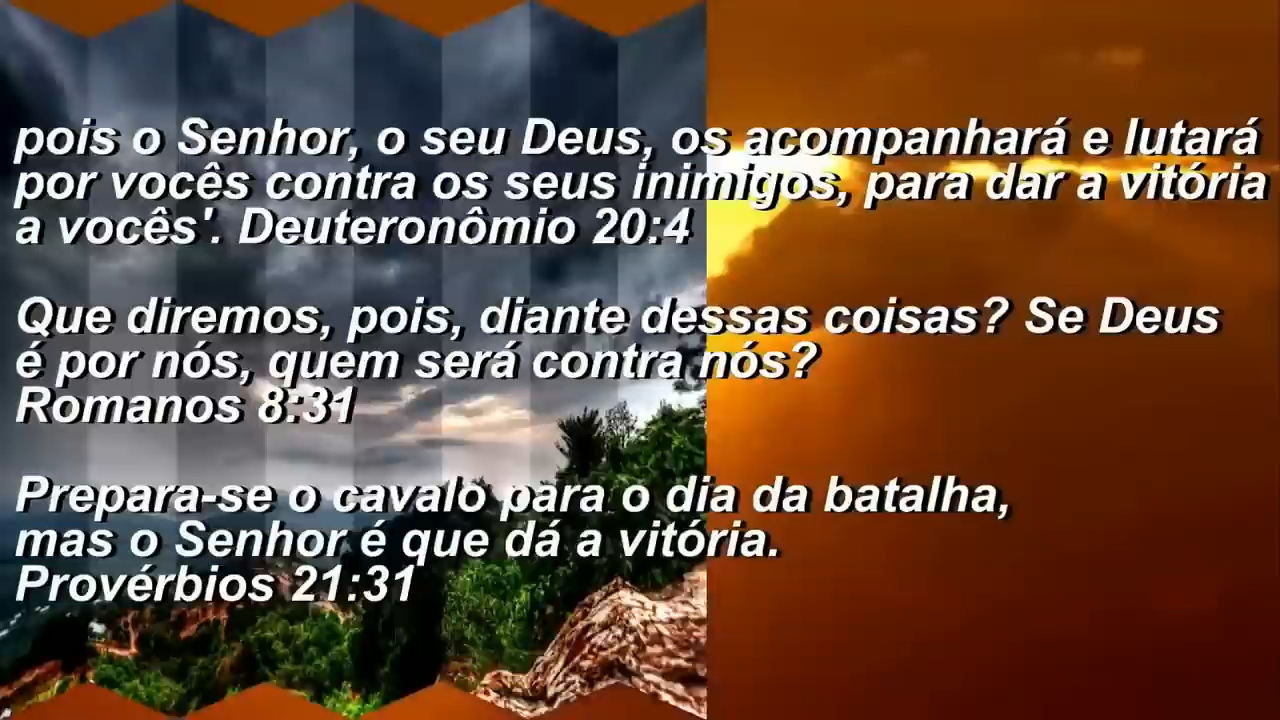 pois o Senhor, o seu Deus, os acompanhará e lutará
por vocês contra os seus inimigos, para dar a vitória
a vocês'. Deuteronômio 20:4
Que diremos, pois, diante dessas coisas? Se Deus
é por nós, quem será contra nós?
Romanos 8:31
Prepara-se o cavalo para o dia da batalha,
mas o Senhor é que dá a vitória.
Provérbios 21:31